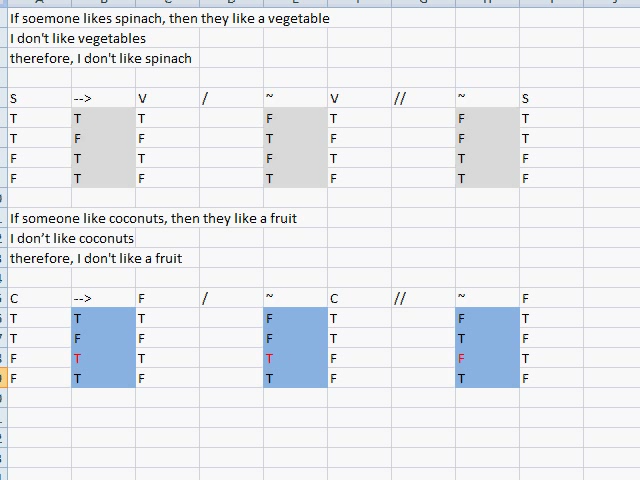 If soemone likes spinach, then they like a vegetable
I don't like vegetables
therefore, I don't like spinach
S --> V / ~ V // ~ S
T T T F T F T
T F F T F F T
F T T F T T F
F T F T F T F
If someone like coconuts, then they like a fruit
I don't like coconuts
therefore, I don't like a fruit
C --> F / ~ C // ~ F
T T T F T F T
T F F F T T F
F T T T F F T
F T F T F T F